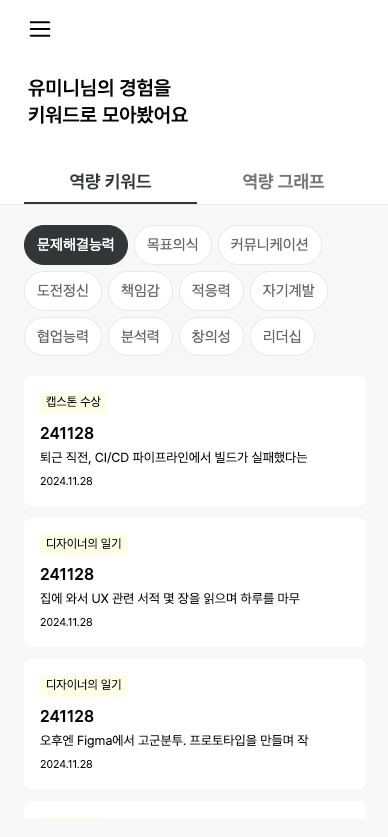 유미니님의 경험을
키워드로 모아봤어요
역량 키워드 역량 그래프
문제해결능력 목표의식 커뮤니케이션
도전정신 책임감 적응력 자기계발
협업능력 분석력 창의성 리더십
캡스톤 수상
241128
퇴근 직전, CI/CD 파이프라인에서 빌드가 실패했다는
2024.11.28
디자이너의 일기
241128
집에 와서 UX 관련 서적 몇 장을 읽으며 하루를 마무
2024.11.28
디자이너의 일기
241128
오후엔 Figma에서 고군분투. 프로토타입을 만들며 작
2024.11.28